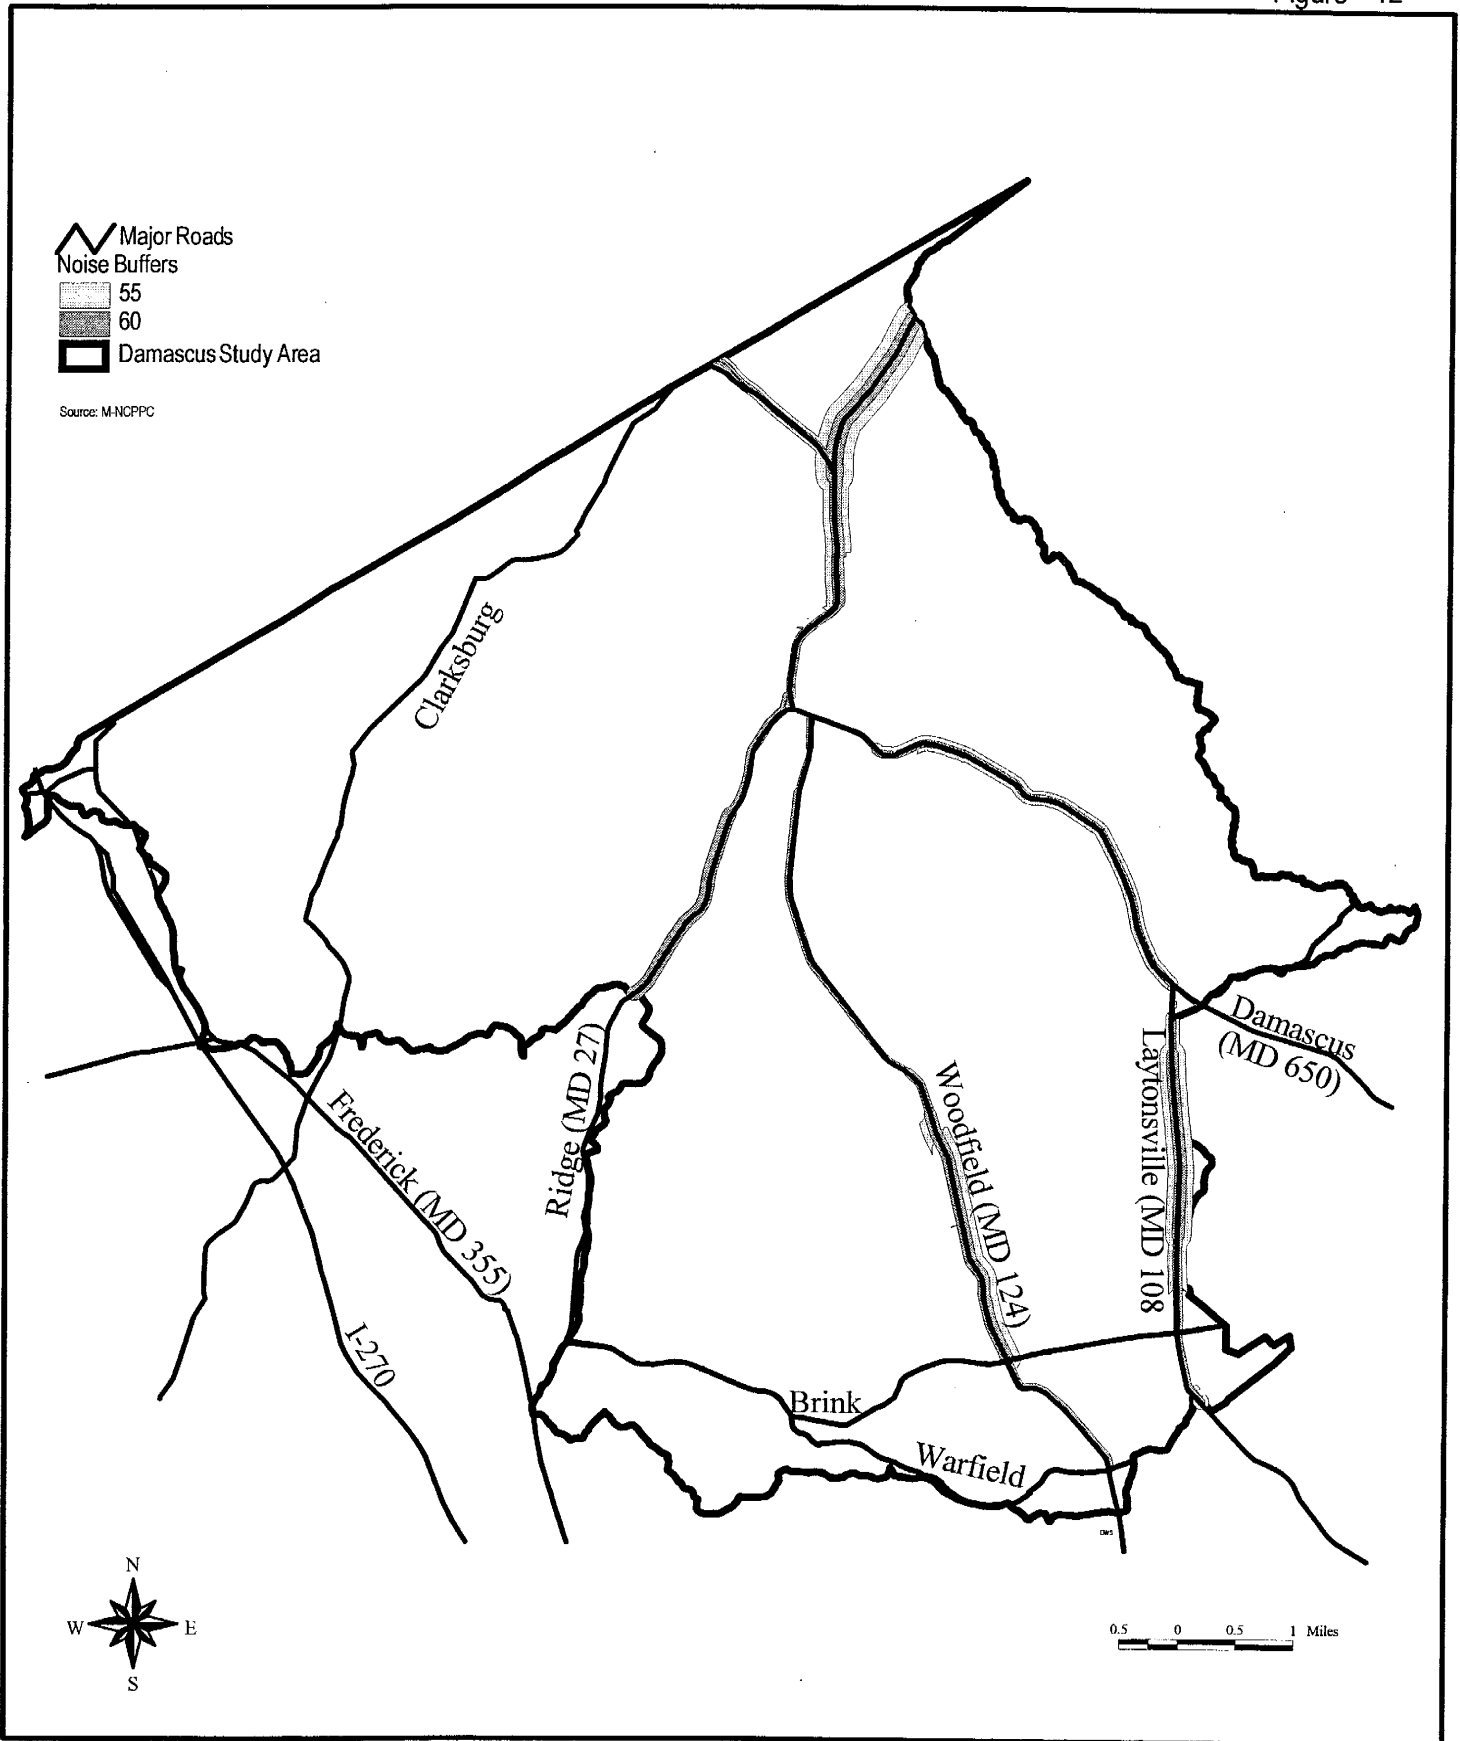 Major Roads
Noise Buffers
55
60
Damascus Study Area
Source: M-NCPPC
Clarksburg
Frederick (MD 355)
I-270
Ridge (MD 27)
Woodfield (MD 124)
Laytonsville (MD 108
Damascus
(MD 650)
Brink
Warfield
N
W
E
S
0.5 0 0.5 1 Miles